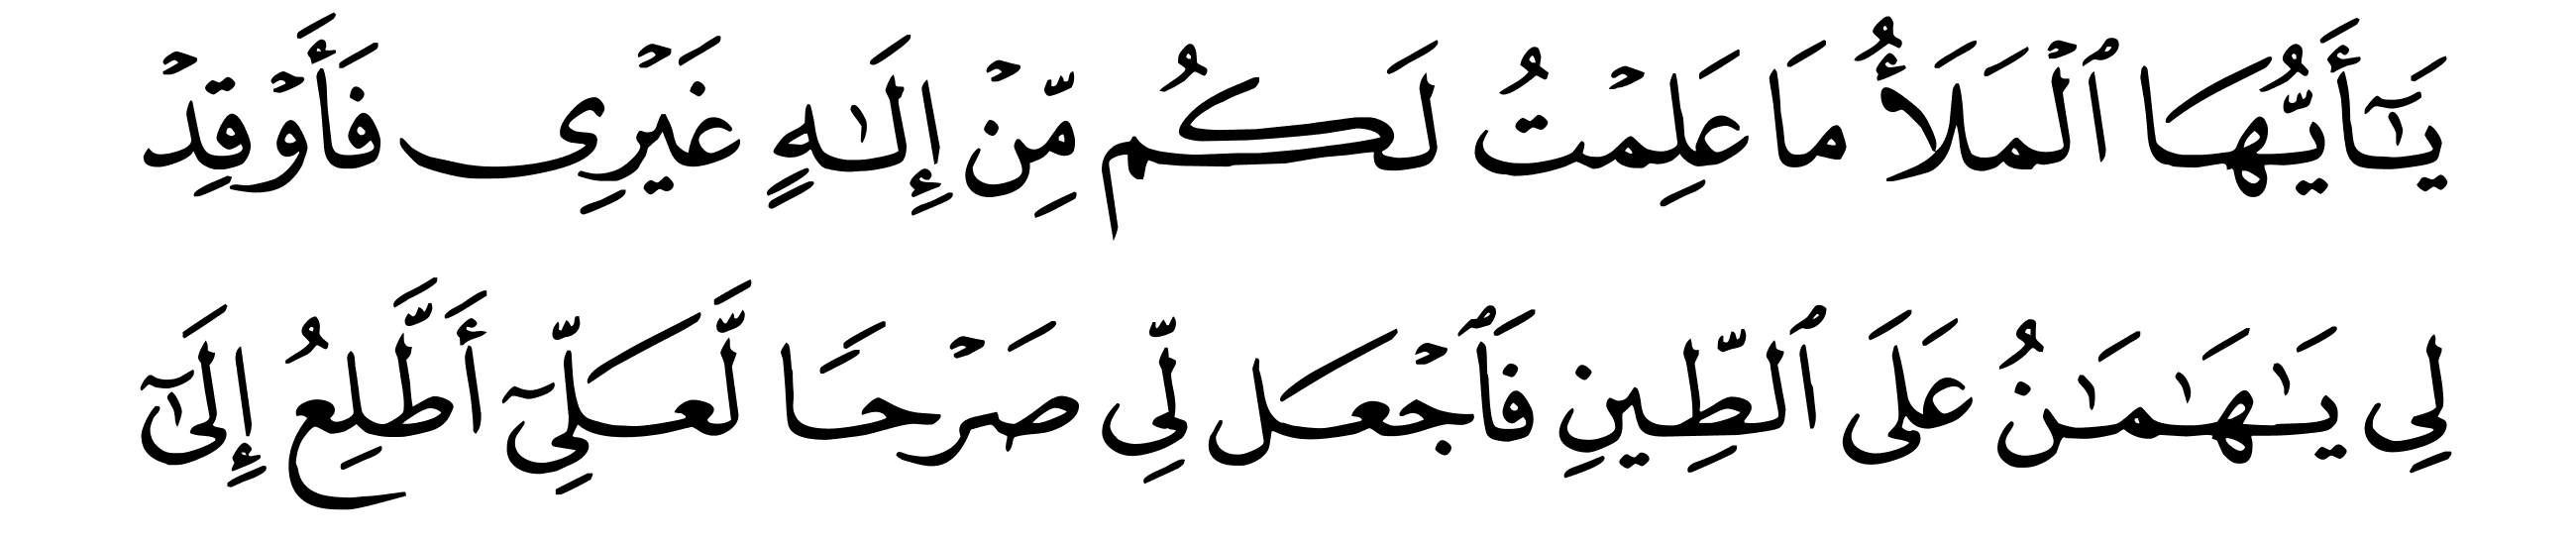 يَـٰٓأَيُّهَا ٱلْمَلَأُ مَا عَلِمْتُ لَكُم مِّنْ إِلَـٰهٍ غَيْرِى فَأَوْقِدْ
لِى يَـٰهَـٰمَـٰنُ عَلَى ٱلطِّينِ فَٱجْعَل لِّى صَرْحًا لَّعَلِّىٓ أَطَّلِعُ إِلَىٰٓ